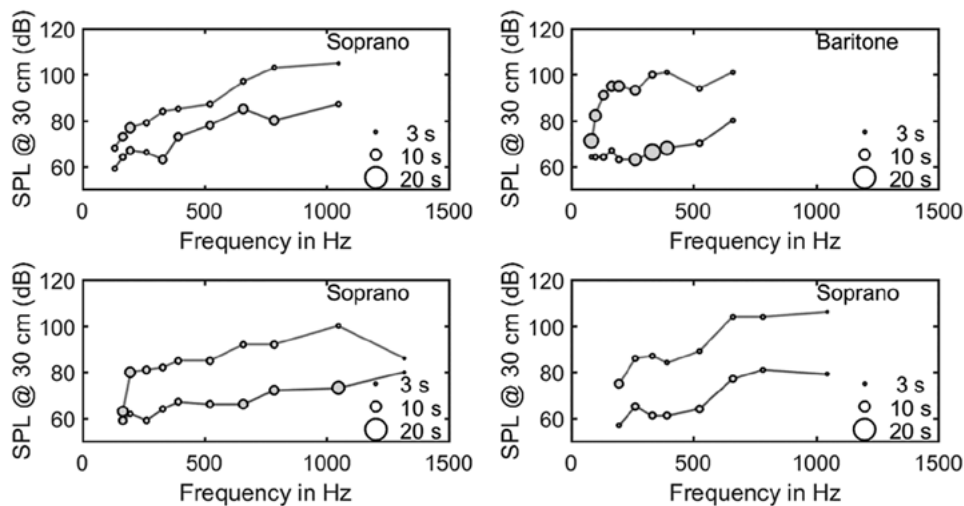 120
100
80
60
SPL @ 30 cm (dB)
Soprano
3 s
10 s
20 s
0
500
1000
1500
Frequency in Hz
120
100
80
60
SPL @ 30 cm (dB)
Baritone
3 s
10 s
20 s
0
500
1000
1500
Frequency in Hz
120
100
80
60
SPL @ 30 cm (dB)
Soprano
3 s
10 s
20 s
0
500
1000
1500
Frequency in Hz
120
100
80
60
SPL @ 30 cm (dB)
Soprano
3 s
10 s
20 s
0
500
1000
1500
Frequency in Hz